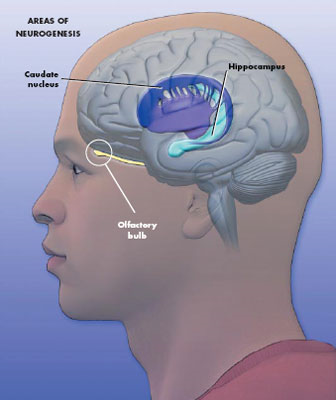 AREAS OF
NEUROGENESIS
Caudate
nucleus
Hippocampus
Olfactory
bulb